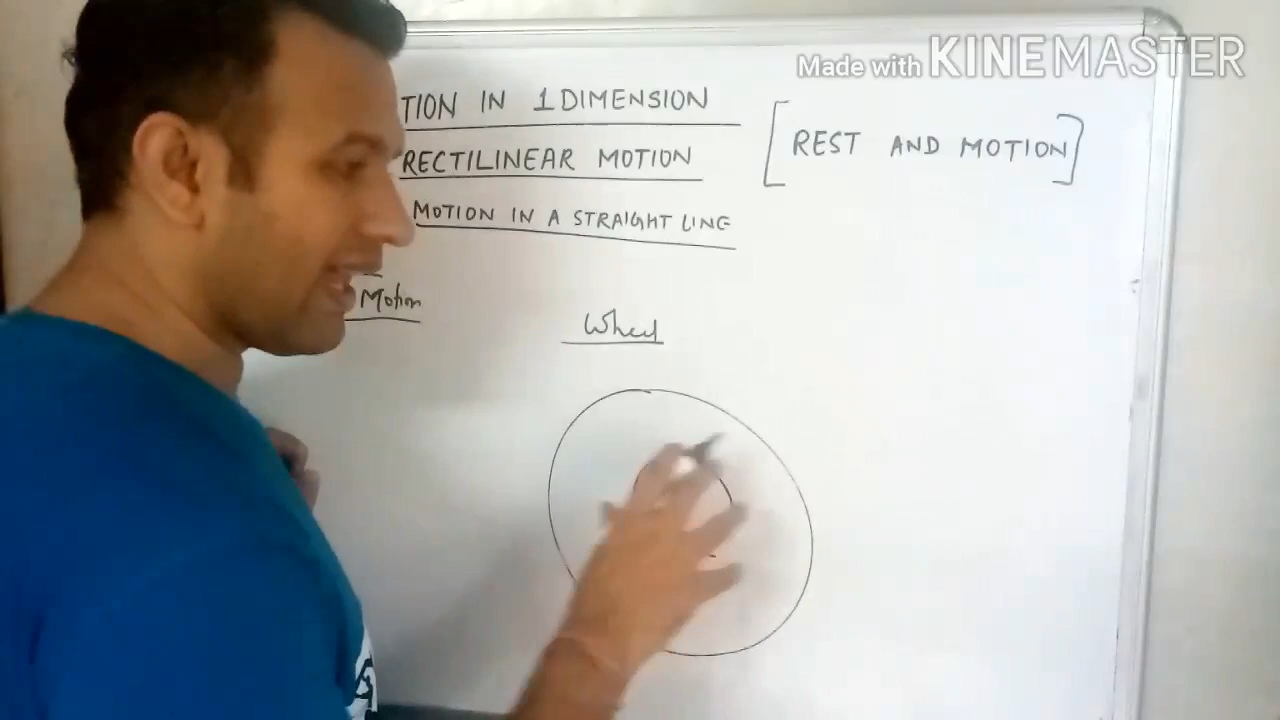 Made with KINEMASTER
TION IN 1 DIMENSION
[REST AND MOTION]
RECTILINEAR MOTION
MOTION IN A STRAIGHT LINE
Motion
Wheel